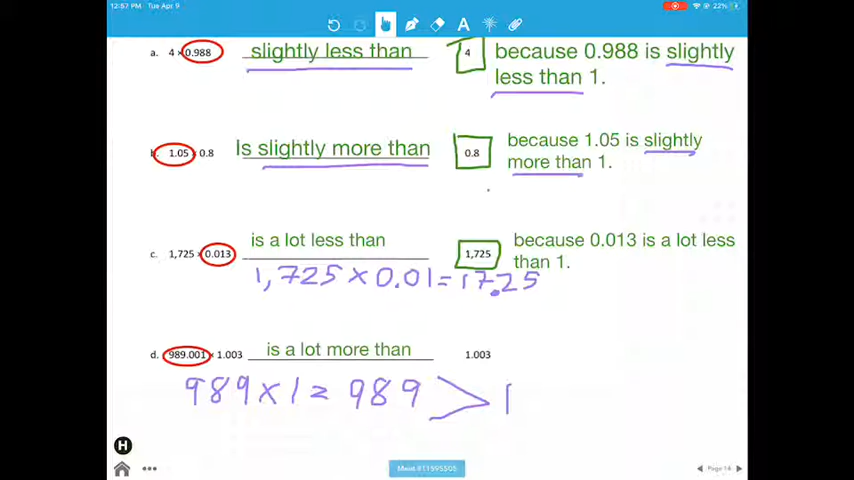 12:57 PM Tue Apr 9 22%
a. 4 × 0.988 slightly less than 4 because 0.988 is slightly
less than 1.
b. 1.05 × 0.8 Is slightly more than 0.8 because 1.05 is slightly
more than 1.
c. 1,725 × 0.013 is a lot less than 1,725 because 0.013 is a lot less
than 1.
1,725 × 0.01 = 17.25
d. 989.001 × 1.003 is a lot more than 1.003
989 × 1 = 989 > 1
H
Page 14